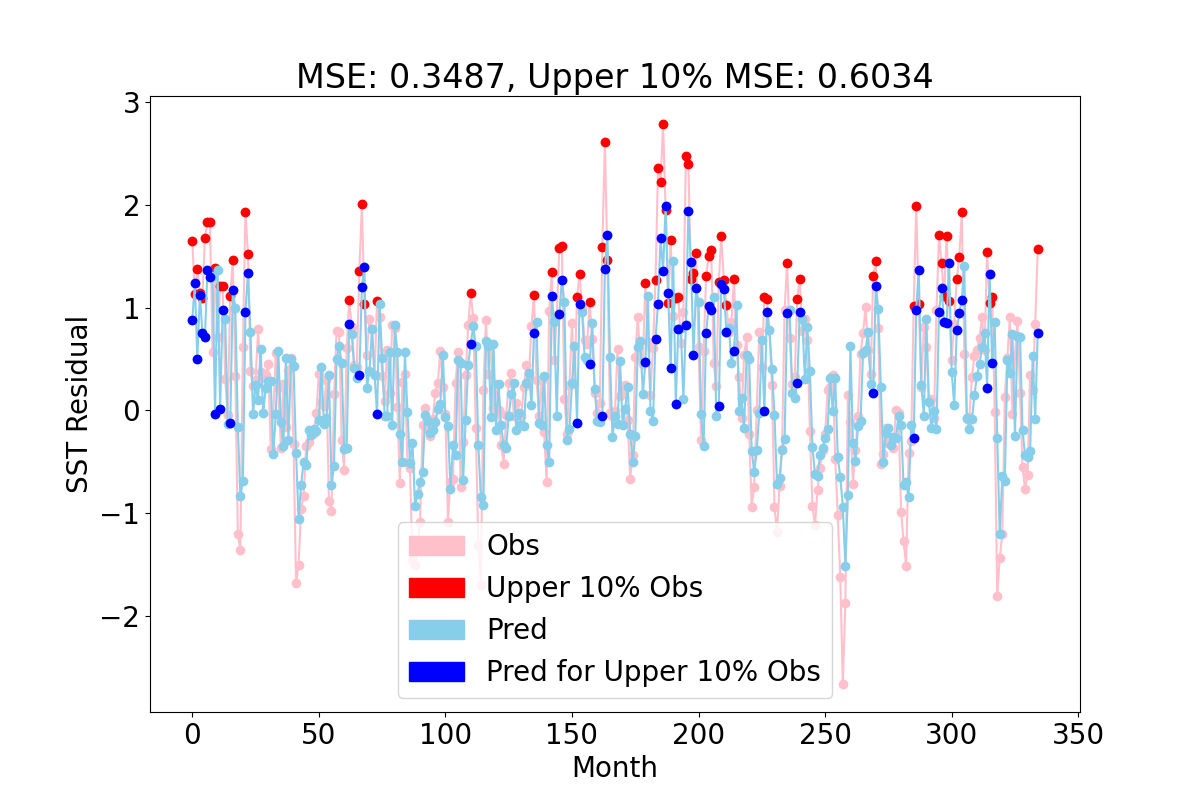 MSE: 0.3487, Upper 10% MSE: 0.6034
3
2
1
0
−1
−2
SST Residual
Obs
Upper 10% Obs
Pred
Pred for Upper 10% Obs
0 50 100 150 200 250 300 350
Month